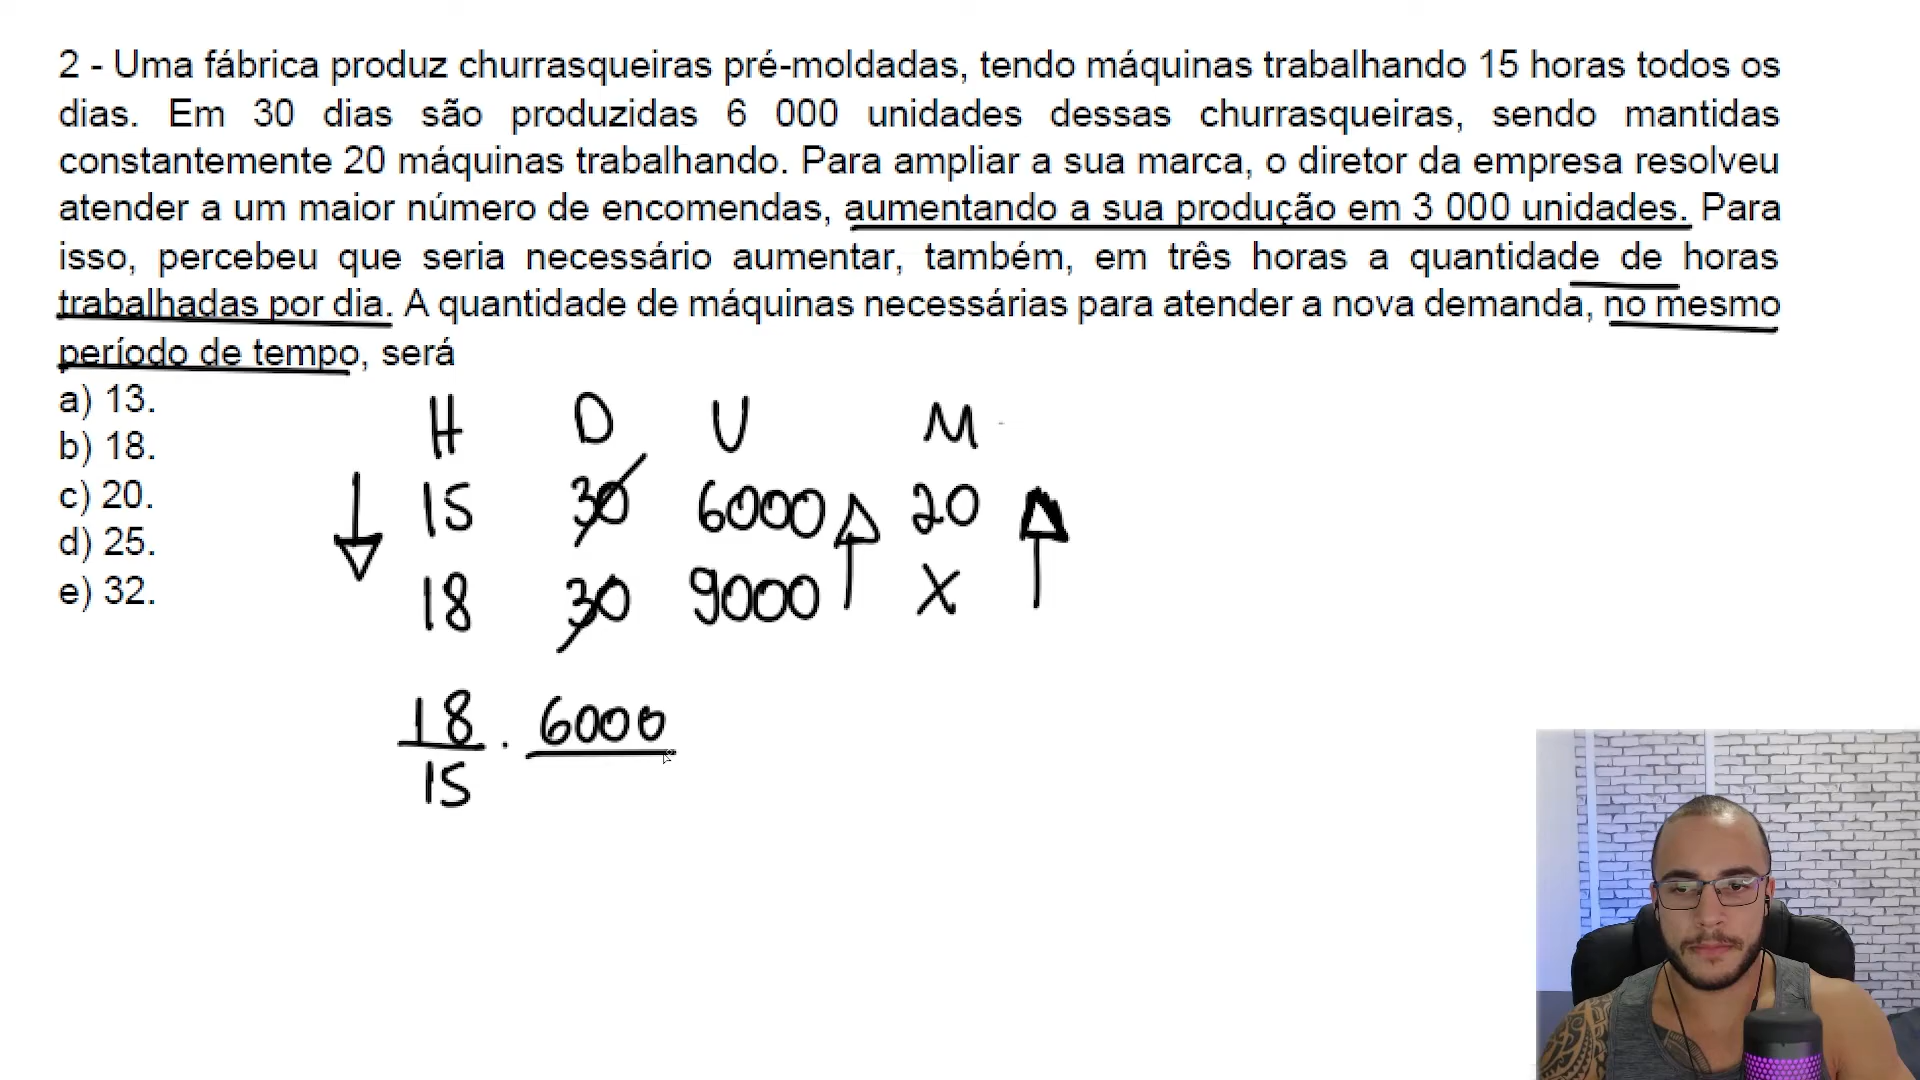 2 - Uma fábrica produz churrasqueiras pré-moldadas, tendo máquinas trabalhando 15 horas todos os
dias. Em 30 dias são produzidas 6 000 unidades dessas churrasqueiras, sendo mantidas
constantemente 20 máquinas trabalhando. Para ampliar a sua marca, o diretor da empresa resolveu
atender a um maior número de encomendas, aumentando a sua produção em 3 000 unidades. Para
isso, percebeu que seria necessário aumentar, também, em três horas a quantidade de horas
trabalhadas por dia. A quantidade de máquinas necessárias para atender a nova demanda, no mesmo
período de tempo, será
a) 13.
b) 18.
c) 20.
d) 25.
e) 32.
H D U M
15 30 6000 20
18 30 9000 X
18 . 6000
15